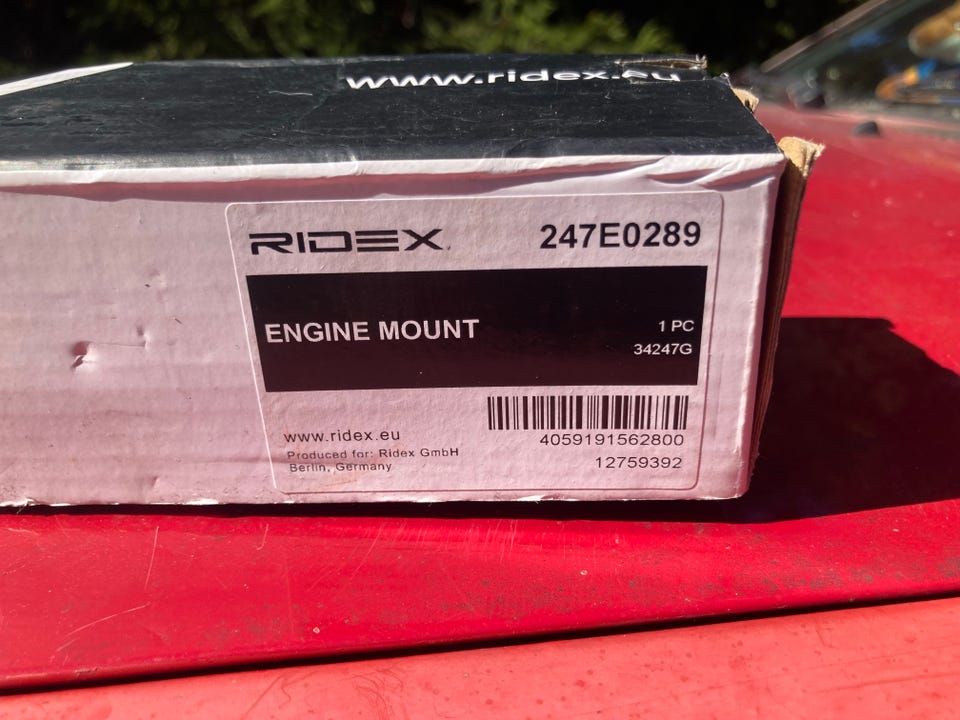 www.ridex.eu
RIDEX 247E0289
ENGINE MOUNT
1 PC
34247G
4059191562800
12759392
www.ridex.eu
Produced for: Ridex GmbH
Berlin, Germany